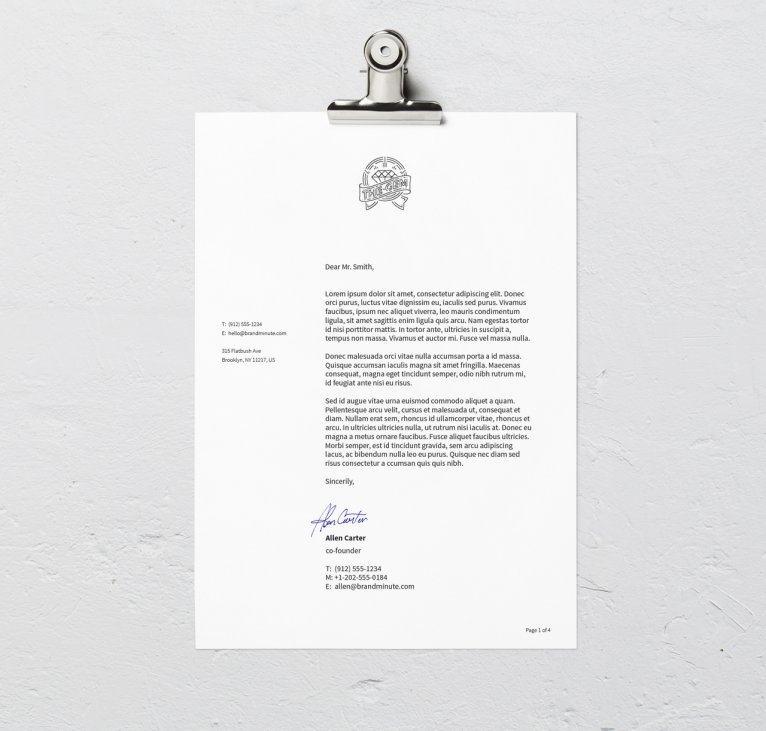 THE GEM
Dear Mr. Smith,
Lorem ipsum dolor sit amet, consectetur adipiscing elit. Donec
orci purus, luctus vitae dignissim eu, iaculis sed purus. Vivamus
faucibus, ipsum nec aliquet viverra, leo mauris condimentum
ligula, sit amet sagittis enim ligula quis arcu. Nam egestas tortor
id nisi porttitor mattis. In tortor ante, ultricies in suscipit a,
tempus non massa. Vivamus et auctor mi. Fusce vel massa nulla.
T: (912) 555-1234
E: hello@brandminute.com
315 Flatbush Ave
Brooklyn, NY 11217, US
Donec malesuada orci vitae nulla accumsan porta a id massa.
Quisque accumsan iaculis magna sit amet fringilla. Maecenas
consequat, magna eget tincidunt semper, odio nibh rutrum mi,
id feugiat ante nisi eu risus.
Sed id augue vitae urna euismod commodo aliquet a quam.
Pellentesque arcu velit, cursus et malesuada ut, consequat et
diam. Nullam erat sem, rhoncus id ullamcorper vitae, rhoncus et
arcu. In ultricies ultricies nulla, ut rutrum nisi iaculis at. Donec eu
magna a metus ornare faucibus. Fusce aliquet faucibus ultricies.
Morbi semper, est id tincidunt gravida, sem arcu adipiscing
lacus, ac bibendum nulla leo eu purus. Quisque nec diam sed
risus consectetur a ccumsan quis quis nibh.
Sincerily,
Alen Carter
Allen Carter
co-founder
T: (912) 555-1234
M: +1-202-555-0184
E: allen@brandminute.com
Page 1 of 4